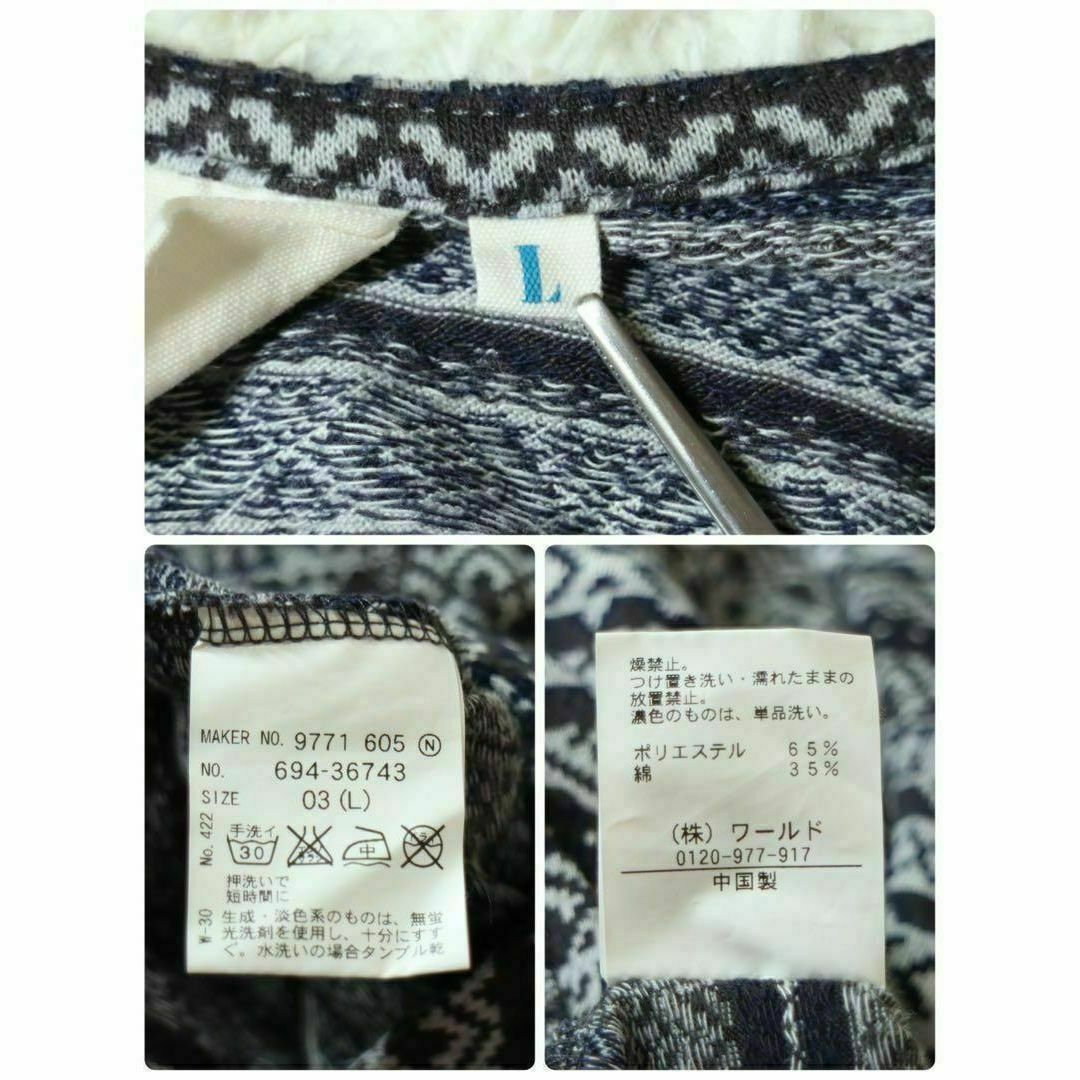 L
MAKER NO. 9771 605 Ⓝ
NO. 694-36743
SIZE 03 (L)
手洗イ
30
中
押洗いで
短時間に
生成・淡色系のものは、無蛍
光洗剤を使用し、十分にすす
ぐ。水洗いの場合タンブル乾
W-30 No.422
燥禁止。
つけ置き洗い・濡れたままの
放置禁止。
濃色のものは、単品洗い。
ポリエステル 65%
綿 35%
(株) ワールド
0120-977-917
中国製